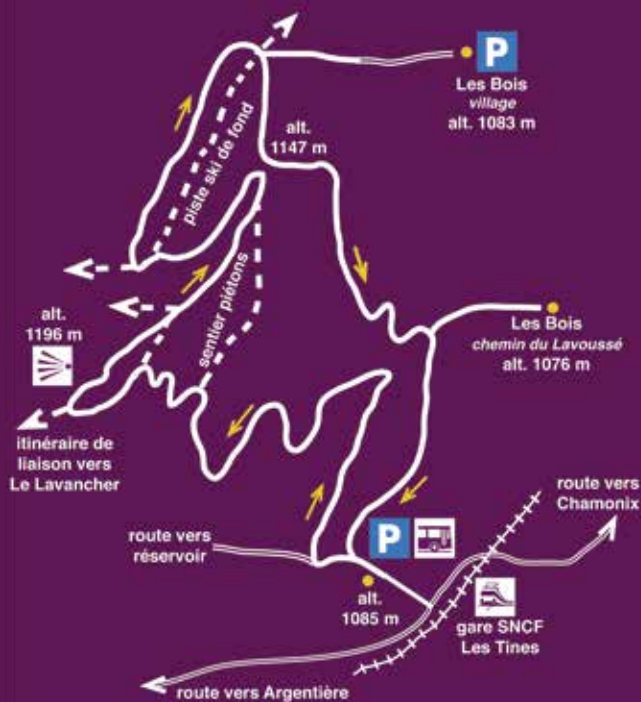 P
Les Bois
village
alt. 1083 m
alt.
1147 m
piste ski de fond
sentier piétons
alt.
1196 m
Les Bois
chemin du Lavoussé
alt. 1076 m
itinéraire de
liaison vers
Le Lavancher
route vers
Chamonix
route vers
réservoir
P
alt.
1085 m
gare SNCF
Les Tines
route vers Argentière